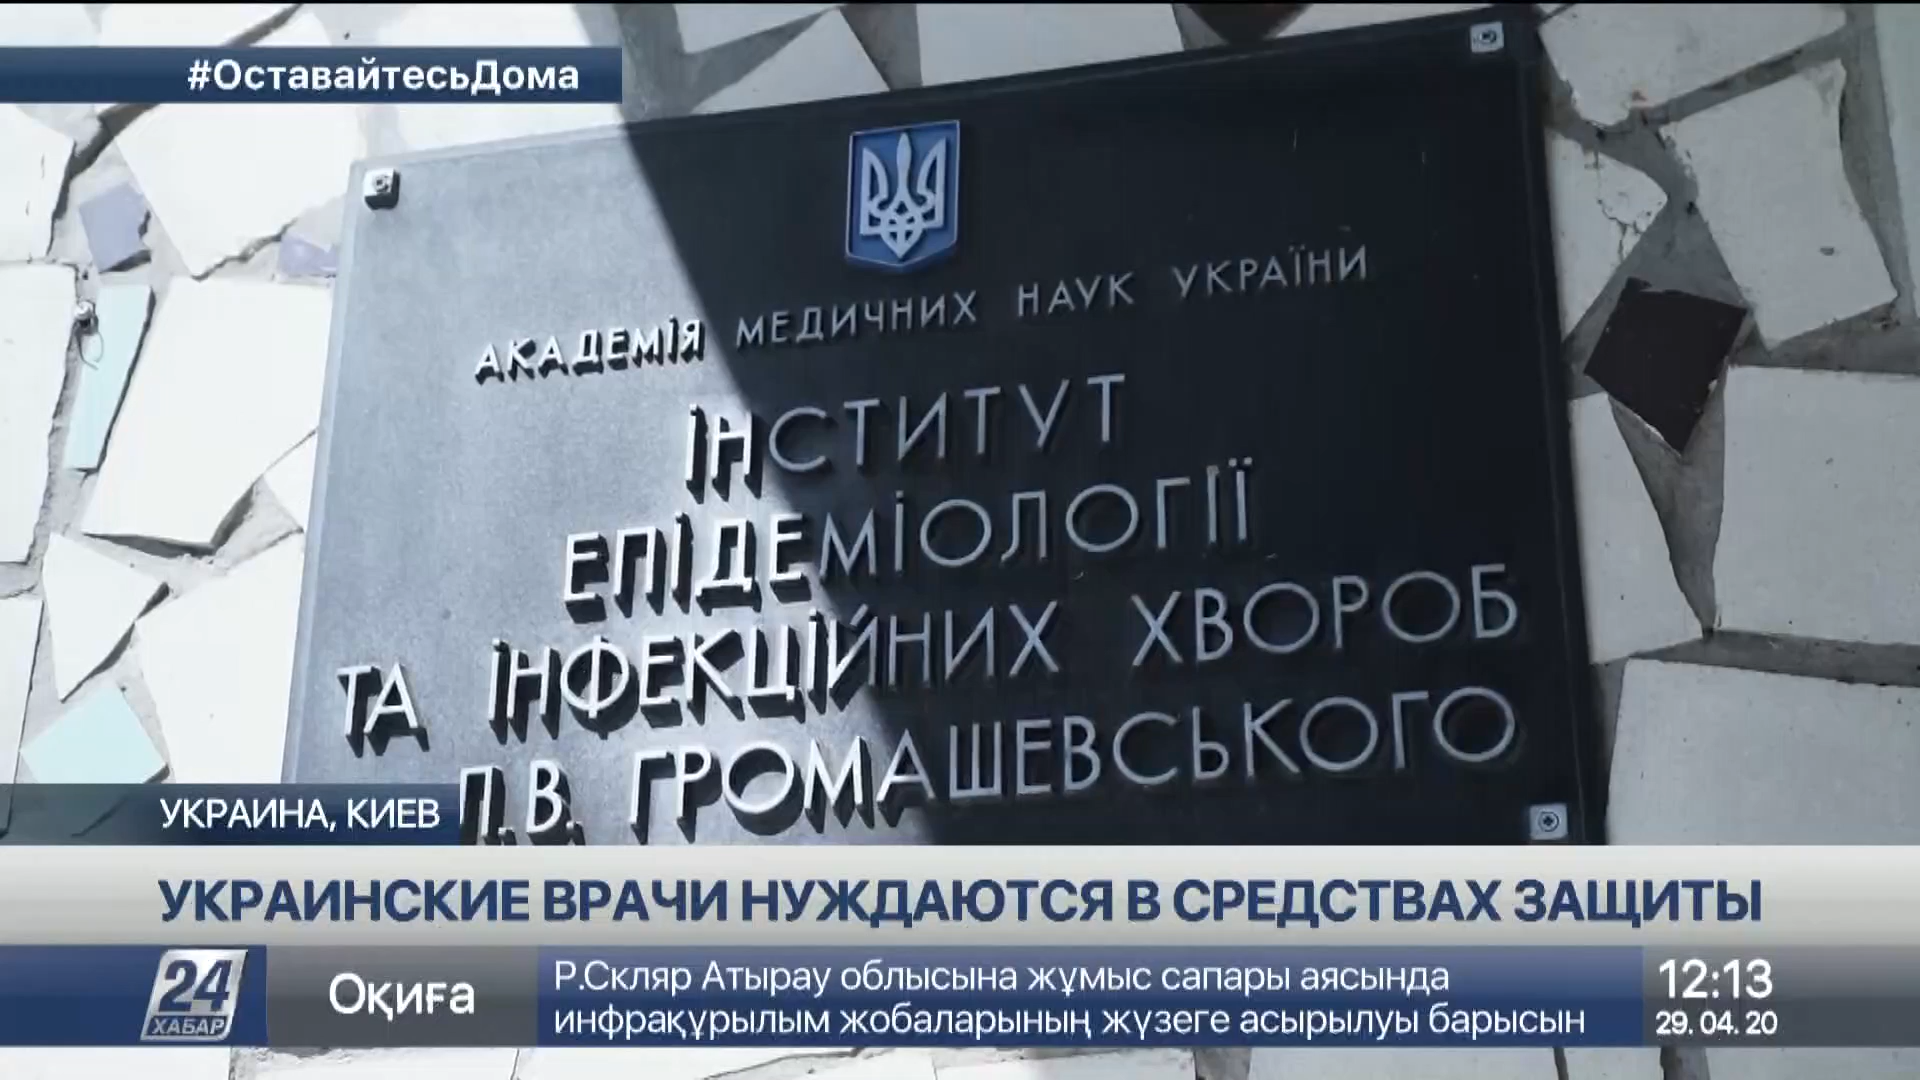 #ОставайтесьДома
АКАДЕМІЯ МЕДИЧНИХ НАУК УКРАЇНИ
ІНСТИТУТ
ЕПІДЕМІОЛОГІЇ
ТА ІНФЕКЦІЙНИХ ХВОРОБ
Л.В. ГРОМАШЕВСЬКОГО
УКРАИНА, КИЕВ
УКРАИНСКИЕ ВРАЧИ НУЖДАЮТСЯ В СРЕДСТВАХ ЗАЩИТЫ
24
ХАБАР
Оқиға
Р.Скляр Атырау облысына жұмыс сапары аясында
инфрақұрылым жобаларының жүзеге асырылуы барысын
12:13
29. 04. 20